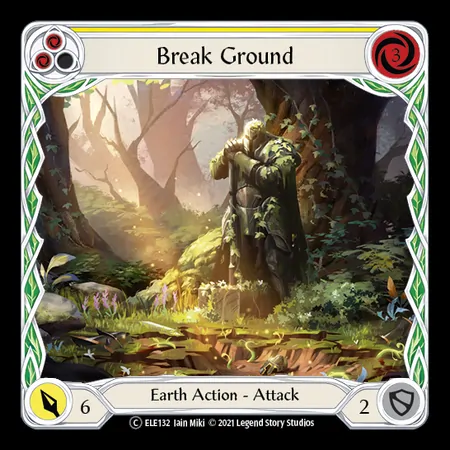 Break Ground
3
Earth Action - Attack
6
2
C ELE132 Iain Miki © 2021 Legend Story Studios